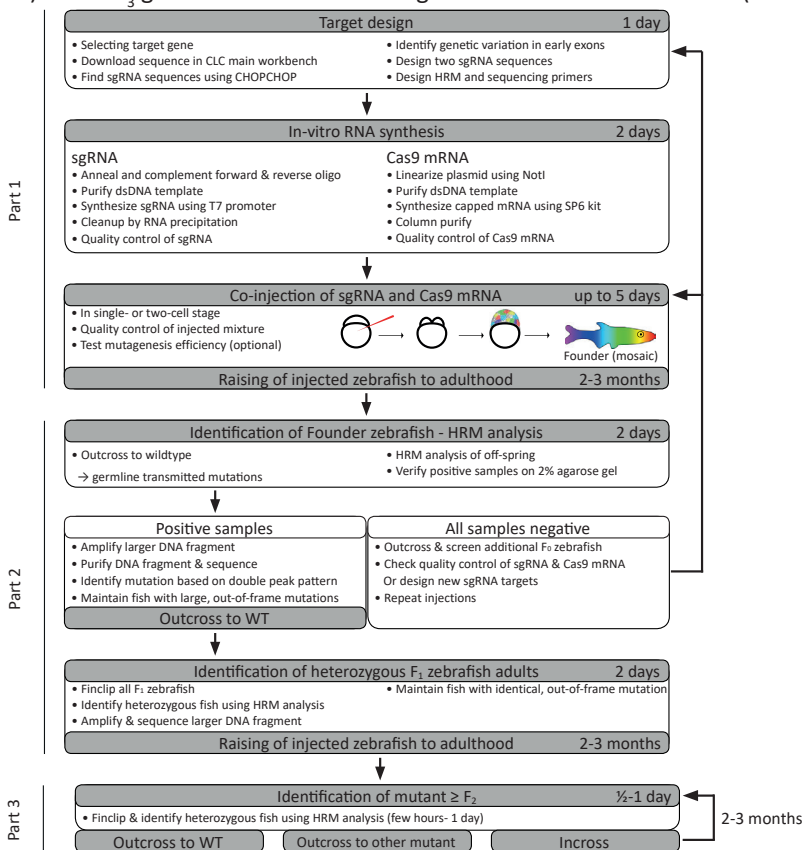 Target design 1 day
• Selecting target gene
• Download sequence in CLC main workbench
• Find sgRNA sequences using CHOPCHOP
• Identify genetic variation in early exons
• Design two sgRNA sequences
• Design HRM and sequencing primers
Part 1
In-vitro RNA synthesis 2 days
sgRNA
• Anneal and complement forward & reverse oligo
• Purify dsDNA template
• Synthesize sgRNA using T7 promoter
• Cleanup by RNA precipitation
• Quality control of sgRNA
Cas9 mRNA
• Linearize plasmid using NotI
• Purify dsDNA template
• Synthesize capped mRNA using SP6 kit
• Column purify
• Quality control of Cas9 mRNA
Co-injection of sgRNA and Cas9 mRNA up to 5 days
• In single- or two-cell stage
• Quality control of injected mixture
• Test mutagenesis efficiency (optional)
Founder (mosaic)
Raising of injected zebrafish to adulthood 2-3 months
Part 2
Identification of Founder zebrafish - HRM analysis 2 days
• Outcross to wildtype
→ germline transmitted mutations
• HRM analysis of off-spring
• Verify positive samples on 2% agarose gel
Positive samples
• Amplify larger DNA fragment
• Purify DNA fragment & sequence
• Identify mutation based on double peak pattern
• Maintain fish with large, out-of-frame mutations
Outcross to WT
All samples negative
• Outcross & screen additional F₀ zebrafish
• Check quality control of sgRNA & Cas9 mRNA
Or design new sgRNA targets
• Repeat injections
Identification of heterozygous F₁ zebrafish adults 2 days
• Finclip all F₁ zebrafish
• Identify heterozygous fish using HRM analysis
• Amplify & sequence larger DNA fragment
• Maintain fish with identical, out-of-frame mutation
Raising of injected zebrafish to adulthood 2-3 months
Part 3
Identification of mutant ≥ F₂ ½-1 day
• Finclip & identify heterozygous fish using HRM analysis (few hours- 1 day)
2-3 months
Outcross to WT
Outcross to other mutant
Incross